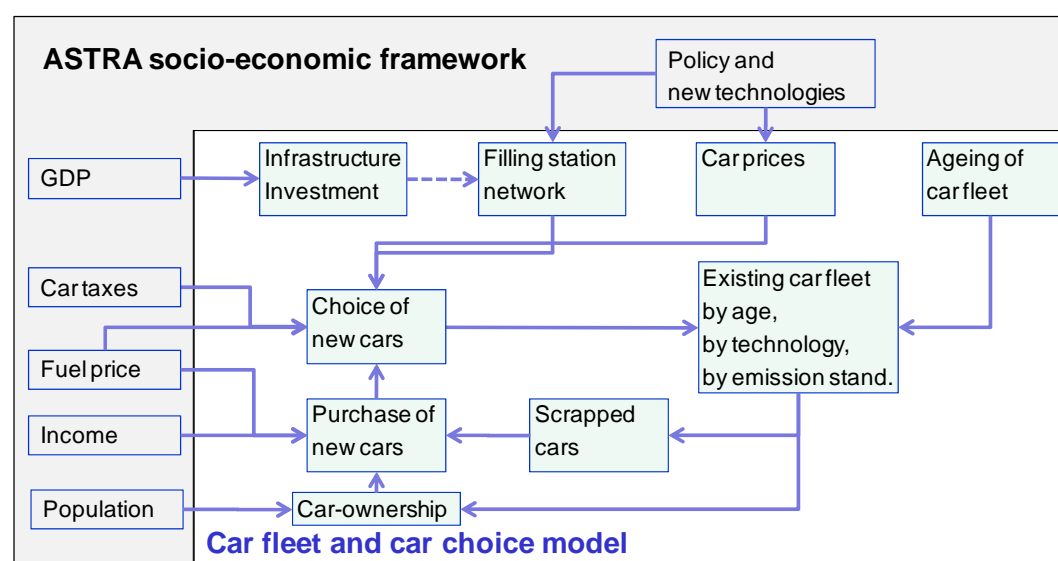 ASTRA socio-economic framework
Policy and
new technologies
GDP
Infrastructure
Investment
Filling station
network
Car prices
Ageing of
car fleet
Car taxes
Choice of
new cars
Existing car fleet
by age,
by technology,
by emission stand.
Fuel price
Income
Purchase of
new cars
Scrapped
cars
Population
Car-ownership
Car fleet and car choice model